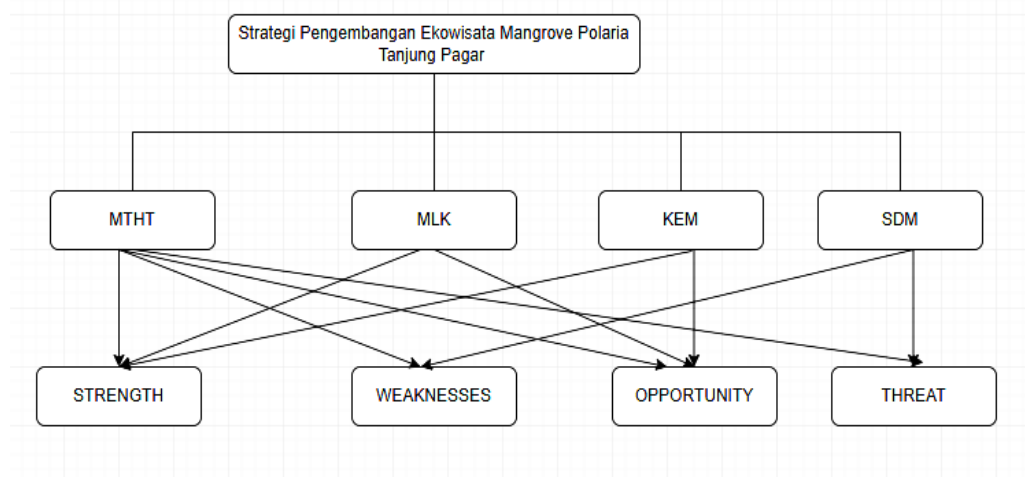 Strategi Pengembangan Ekowisata Mangrove Polaria
Tanjung Pagar
MTHT
MLK
KEM
SDM
STRENGTH
WEAKNESSES
OPPORTUNITY
THREAT